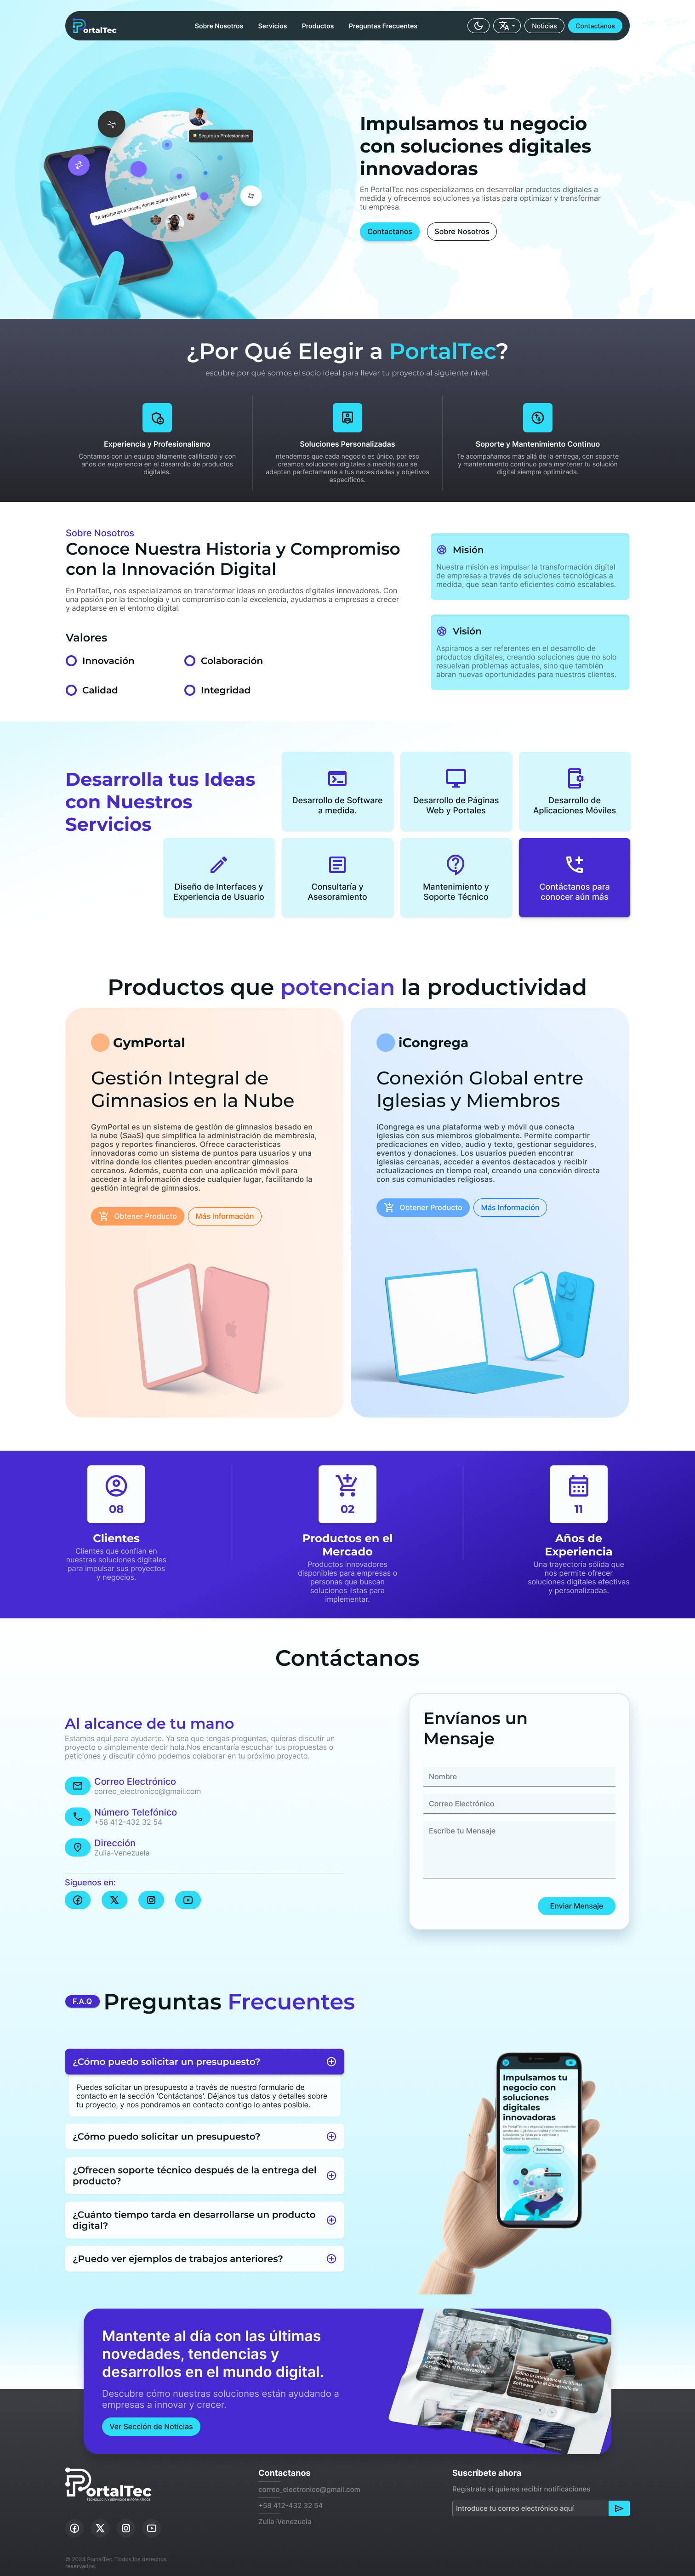 PortalTec
Sobre Nosotros
Servicios
Productos
Preguntas Frecuentes
Noticias
Contactanos
Seguros y Profesionales
Te ayudamos a crecer, donde quiera que estés.
Impulsamos tu negocio
con soluciones digitales
innovadoras
En PortalTec nos especializamos en desarrollar productos digitales a
medida y ofrecemos soluciones ya listas para optimizar y transformar
tu empresa.
Contactanos
Sobre Nosotros
¿Por Qué Elegir a PortalTec?
escubre por qué somos el socio ideal para llevar tu proyecto al siguiente nivel.
Experiencia y Profesionalismo
Contamos con un equipo altamente calificado y con
años de experiencia en el desarrollo de productos
digitales.
Soluciones Personalizadas
ntendemos que cada negocio es único, por eso
creamos soluciones digitales a medida que se
adaptan perfectamente a tus necesidades y objetivos
específicos.
Soporte y Mantenimiento Continuo
Te acompañamos más allá de la entrega, con soporte
y mantenimiento continuo para mantener tu solución
digital siempre optimizada.
Sobre Nosotros
Conoce Nuestra Historia y Compromiso
con la Innovación Digital
En PortalTec, nos especializamos en transformar ideas en productos digitales innovadores. Con
una pasión por la tecnología y un compromiso con la excelencia, ayudamos a empresas a crecer
y adaptarse en el entorno digital.
Valores
Innovación
Colaboración
Calidad
Integridad
Misión
Nuestra misión es impulsar la transformación digital
de empresas a través de soluciones tecnológicas a
medida, que sean tanto eficientes como escalables.
Visión
Aspiramos a ser referentes en el desarrollo de
productos digitales, creando soluciones que no solo
resuelvan problemas actuales, sino que también
abran nuevas oportunidades para nuestros clientes.
Desarrolla tus Ideas
con Nuestros
Servicios
Desarrollo de Software
a medida.
Desarrollo de Páginas
Web y Portales
Desarrollo de
Aplicaciones Móviles
Diseño de Interfaces y
Experiencia de Usuario
Consultaría y
Asesoramiento
Mantenimiento y
Soporte Técnico
Contáctanos para
conocer aún más
Productos que potencian la productividad
GymPortal
Gestión Integral de
Gimnasios en la Nube
GymPortal es un sistema de gestión de gimnasios basado en
la nube (SaaS) que simplifica la administración de membresía,
pagos y reportes financieros. Ofrece características
innovadoras como un sistema de puntos para usuarios y una
vitrina donde los clientes pueden encontrar gimnasios
cercanos. Además, cuenta con una aplicación móvil para
acceder a la plataforma desde cualquier lugar, facilitando la
gestión integral de gimnasios.
Obtener Producto
Más Información
iCongrega
Conexión Global entre
Iglesias y Miembros
iCongrega es una plataforma web y móvil que conecta
iglesias con sus miembros globalmente. Permite compartir
predicaciones en video, audio y texto, gestionar seguidores,
eventos y donaciones. Los usuarios pueden encontrar
iglesias cercanas, acceder a eventos destacados y recibir
actualizaciones en tiempo real, creando una conexión directa
con sus comunidades religiosas.
Obtener Producto
Más Información
08
Clientes
Clientes que confían en
nuestras soluciones digitales
para impulsar sus proyectos
y negocios.
02
Productos en el
Mercado
Productos innovadores
disponibles para empresas o
personas que buscan
soluciones listas para
implementar.
11
Años de
Experiencia
Una trayectoria sólida que
nos permite ofrecer
soluciones digitales efectivas
y personalizadas.
Contáctanos
Al alcance de tu mano
Estamos aquí para ayudarte. Ya sea que tengas preguntas, quieras discutir un
proyecto o simplemente decir hola.Nos encantaría escuchar tus propuestas o
peticiones y discutir cómo podemos colaborar en tu próximo proyecto.
Correo Electrónico
correo_electronico@gmail.com
Número Telefónico
+58 412-432 32 54
Dirección
Zulia-Venezuela
Síguenos en:
Envíanos un
Mensaje
Nombre
Correo Electrónico
Escribe tu Mensaje
Enviar Mensaje
F.A.Q
Preguntas Frecuentes
¿Cómo puedo solicitar un presupuesto?
Puedes solicitar un presupuesto a través de nuestro formulario de
contacto en la sección 'Contáctanos'. Déjanos tus datos y detalles sobre
tu proyecto, y nos pondremos en contacto contigo lo antes posible.
¿Cómo puedo solicitar un presupuesto?
¿Ofrecen soporte técnico después de la entrega del
producto?
¿Cuánto tiempo tarda en desarrollarse un producto
digital?
¿Puedo ver ejemplos de trabajos anteriores?
Impulsamos tu
negocio con
soluciones
digitales
innovadoras
Contactanos
Sobre Nosotros
Mantente al día con las últimas
novedades, tendencias y
desarrollos en el mundo digital.
Descubre cómo nuestras soluciones están ayudando a
empresas a innovar y crecer.
Ver Sección de Noticias
PortalTec
Contactanos
correo_electronico@gmail.com
+58 412-432 32 54
Zulia-Venezuela
Suscríbete ahora
Registrate si quieres recibir notificaciones
Introduce tu correo electrónico aquí
© 2024 PortalTec. Todos los derechos
reservados.